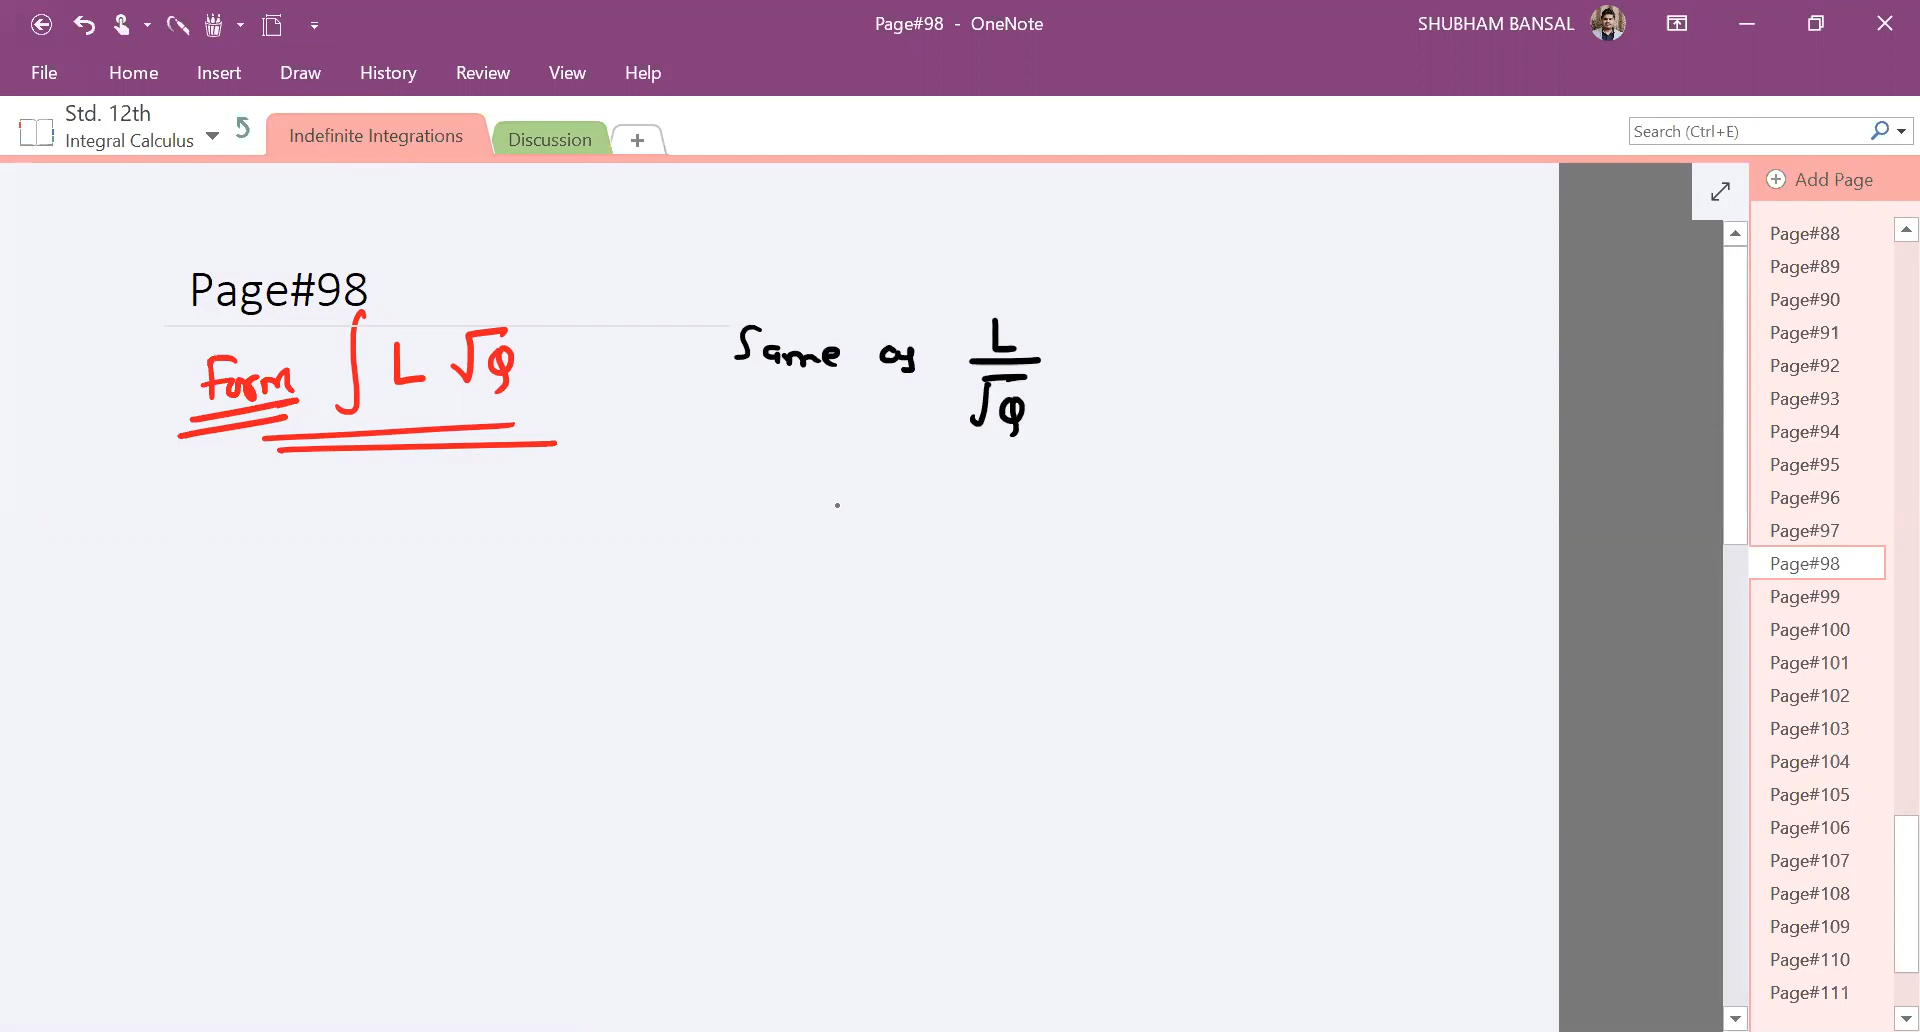 Page#98 - OneNote
SHUBHAM BANSAL
File Home Insert Draw History Review View Help
Std. 12th
Integral Calculus
Indefinite Integrations
Discussion
+
Search (Ctrl+E)
Add Page
Page#98
Form ∫ L √Q
Same as L/√Q
Page#88
Page#89
Page#90
Page#91
Page#92
Page#93
Page#94
Page#95
Page#96
Page#97
Page#98
Page#99
Page#100
Page#101
Page#102
Page#103
Page#104
Page#105
Page#106
Page#107
Page#108
Page#109
Page#110
Page#111